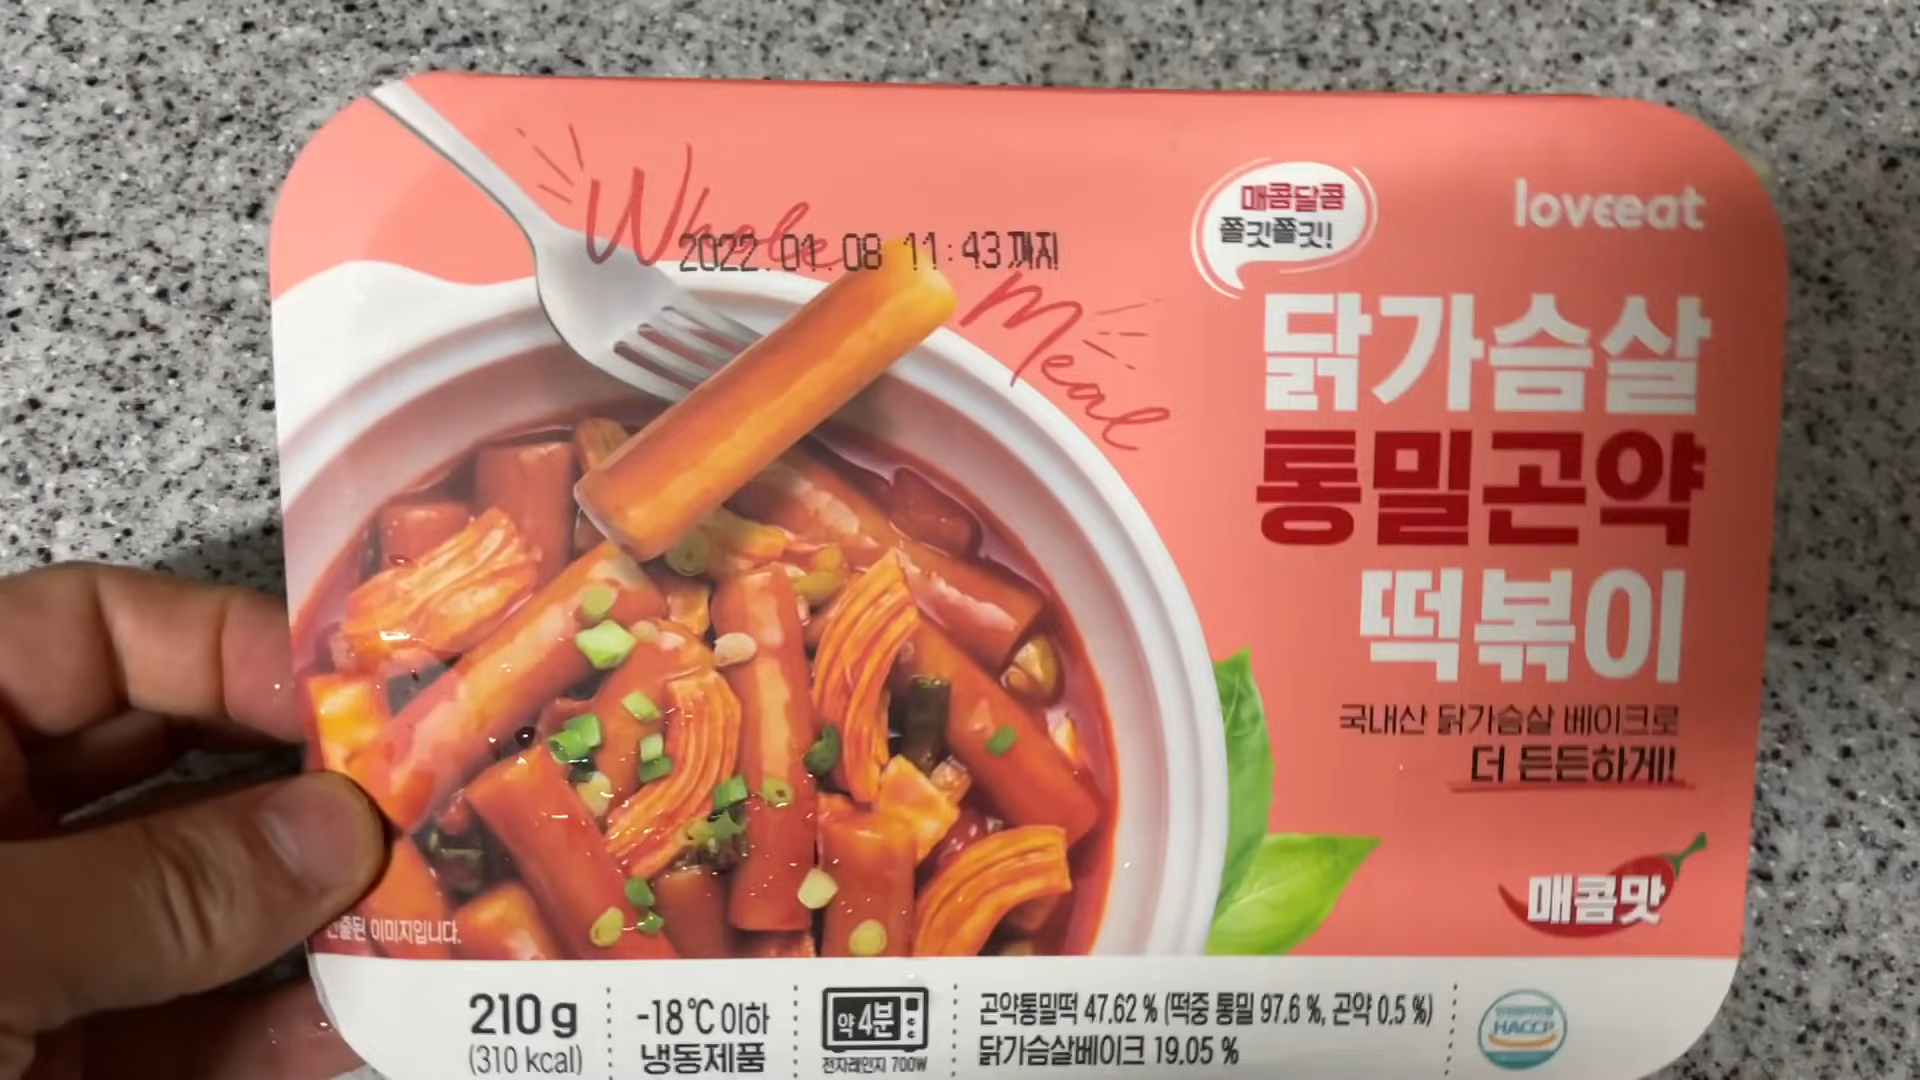 Whole
2022.01.08 11:43까지
Meal
매콤달콤
쫄깃쫄깃!
loveeat
닭가슴살
통밀곤약
떡볶이
국내산 닭가슴살 베이크로
더 든든하게!
매콤맛
이미지입니다.
210g
(310 kcal)
-18℃ 이하
냉동제품
약 4분
전자레인지 700W
곤약통밀떡 47.62 % (떡중 통밀 97.6 %, 곤약 0.5 %)
닭가슴살베이크 19.05 %
HACCP